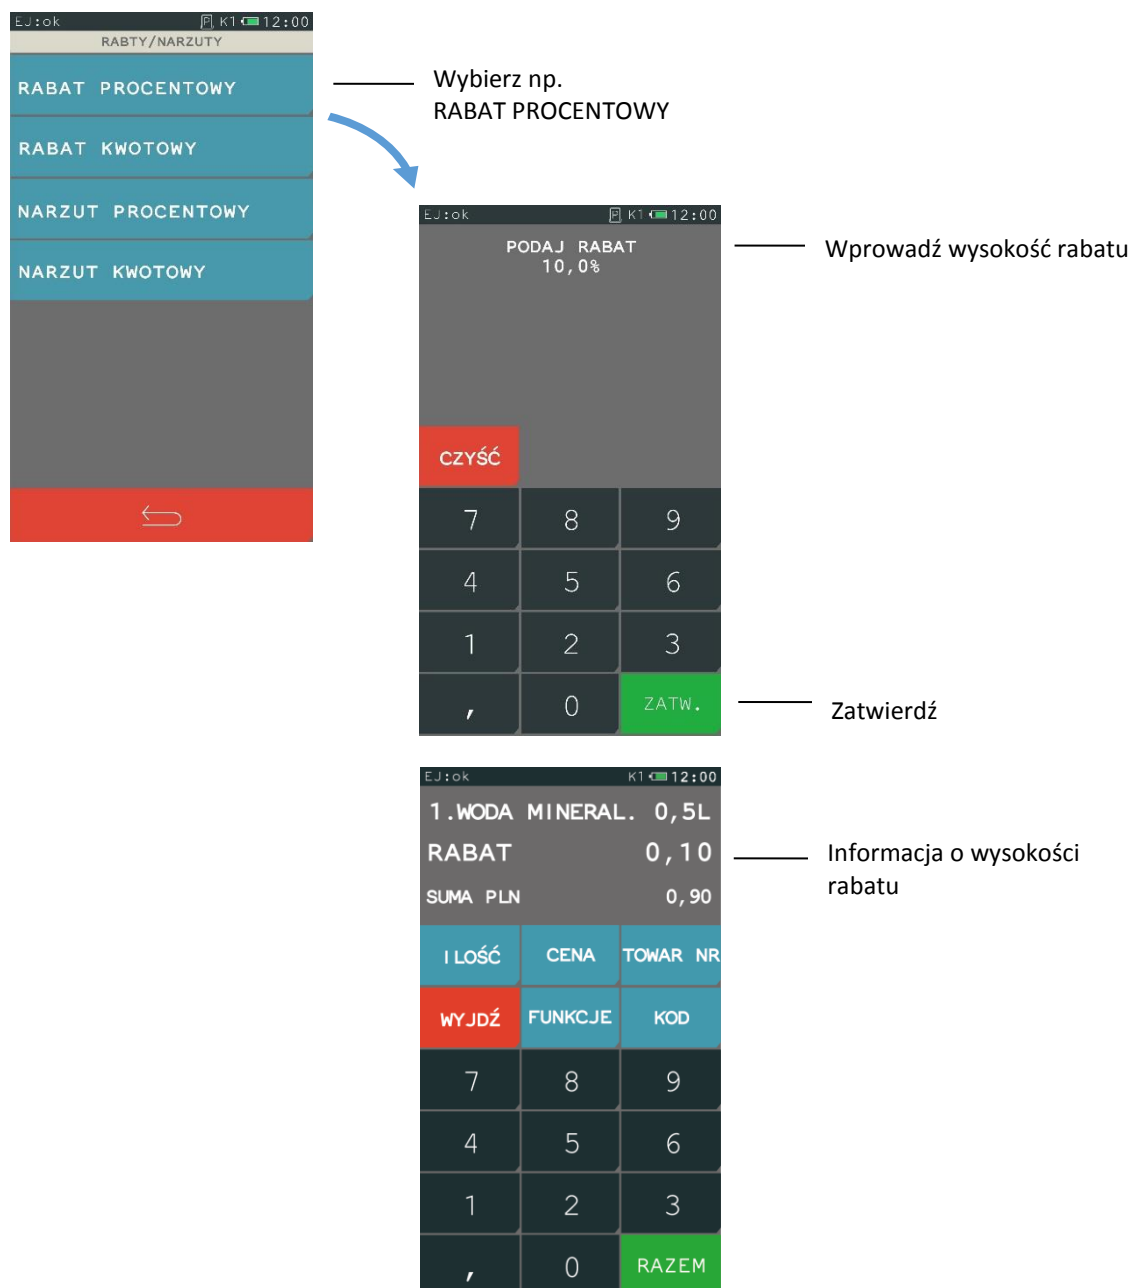 EJ:ok P K1 12:00
RABTY/NARZUTY
RABAT PROCENTOWY
RABAT KWOTOWY
NARZUT PROCENTOWY
NARZUT KWOTOWY
Wybierz np.
RABAT PROCENTOWY
EJ:ok P K1 12:00
PODAJ RABAT
10,0%
Wprowadź wysokość rabatu
CZYŚĆ
7 8 9
4 5 6
1 2 3
, 0 ZATW.
Zatwierdź
EJ:ok K1 12:00
1.WODA MINERAL. 0,5L
RABAT 0,10
SUMA PLN 0,90
Informacja o wysokości
rabatu
ILOŚĆ CENA TOWAR NR
WYJDŹ FUNKCJE KOD
7 8 9
4 5 6
1 2 3
, 0 RAZEM